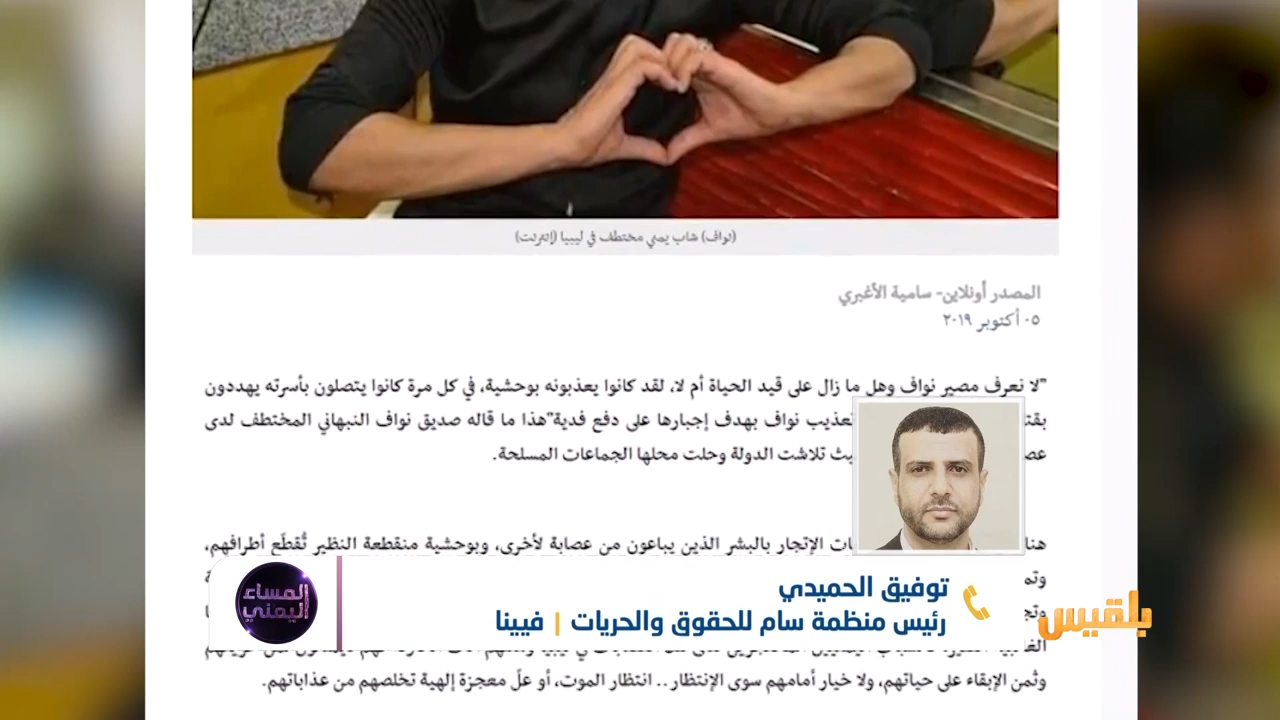 (نواف) شاب يمني مختطف في ليبيا (إنترنت)
المصدر أونلاين- سامية الأغبري
٠٥ أكتوبر ٢٠١٩
"لا نعرف مصير نواف وهل ما زال على قيد الحياة أم لا، لقد كانوا يعذبونه بوحشية، في كل مرة كانوا يتصلون بأسرته يهددون
تعذيب نواف بهدف إجبارها على دفع فدية"هذا ما قاله صديق نواف النبهاني المختطف لدى
تلاشت الدولة وحلت محلها الجماعات المسلحة.
الإتجار بالبشر الذين يباعون من عصابة لأخرى، وبوحشية منقطعة النظير تُقطَّع أطرافهم،
توفيق الحميدي
رئيس منظمة سام للحقوق والحريات | فيينا
المساء اليمني
بلقيس
وثمن الإبقاء على حياتهم، ولا خيار أمامهم سوى الإنتظار .. انتظار الموت، أو علّ معجزة إلهية تخلصهم من عذاباتهم.